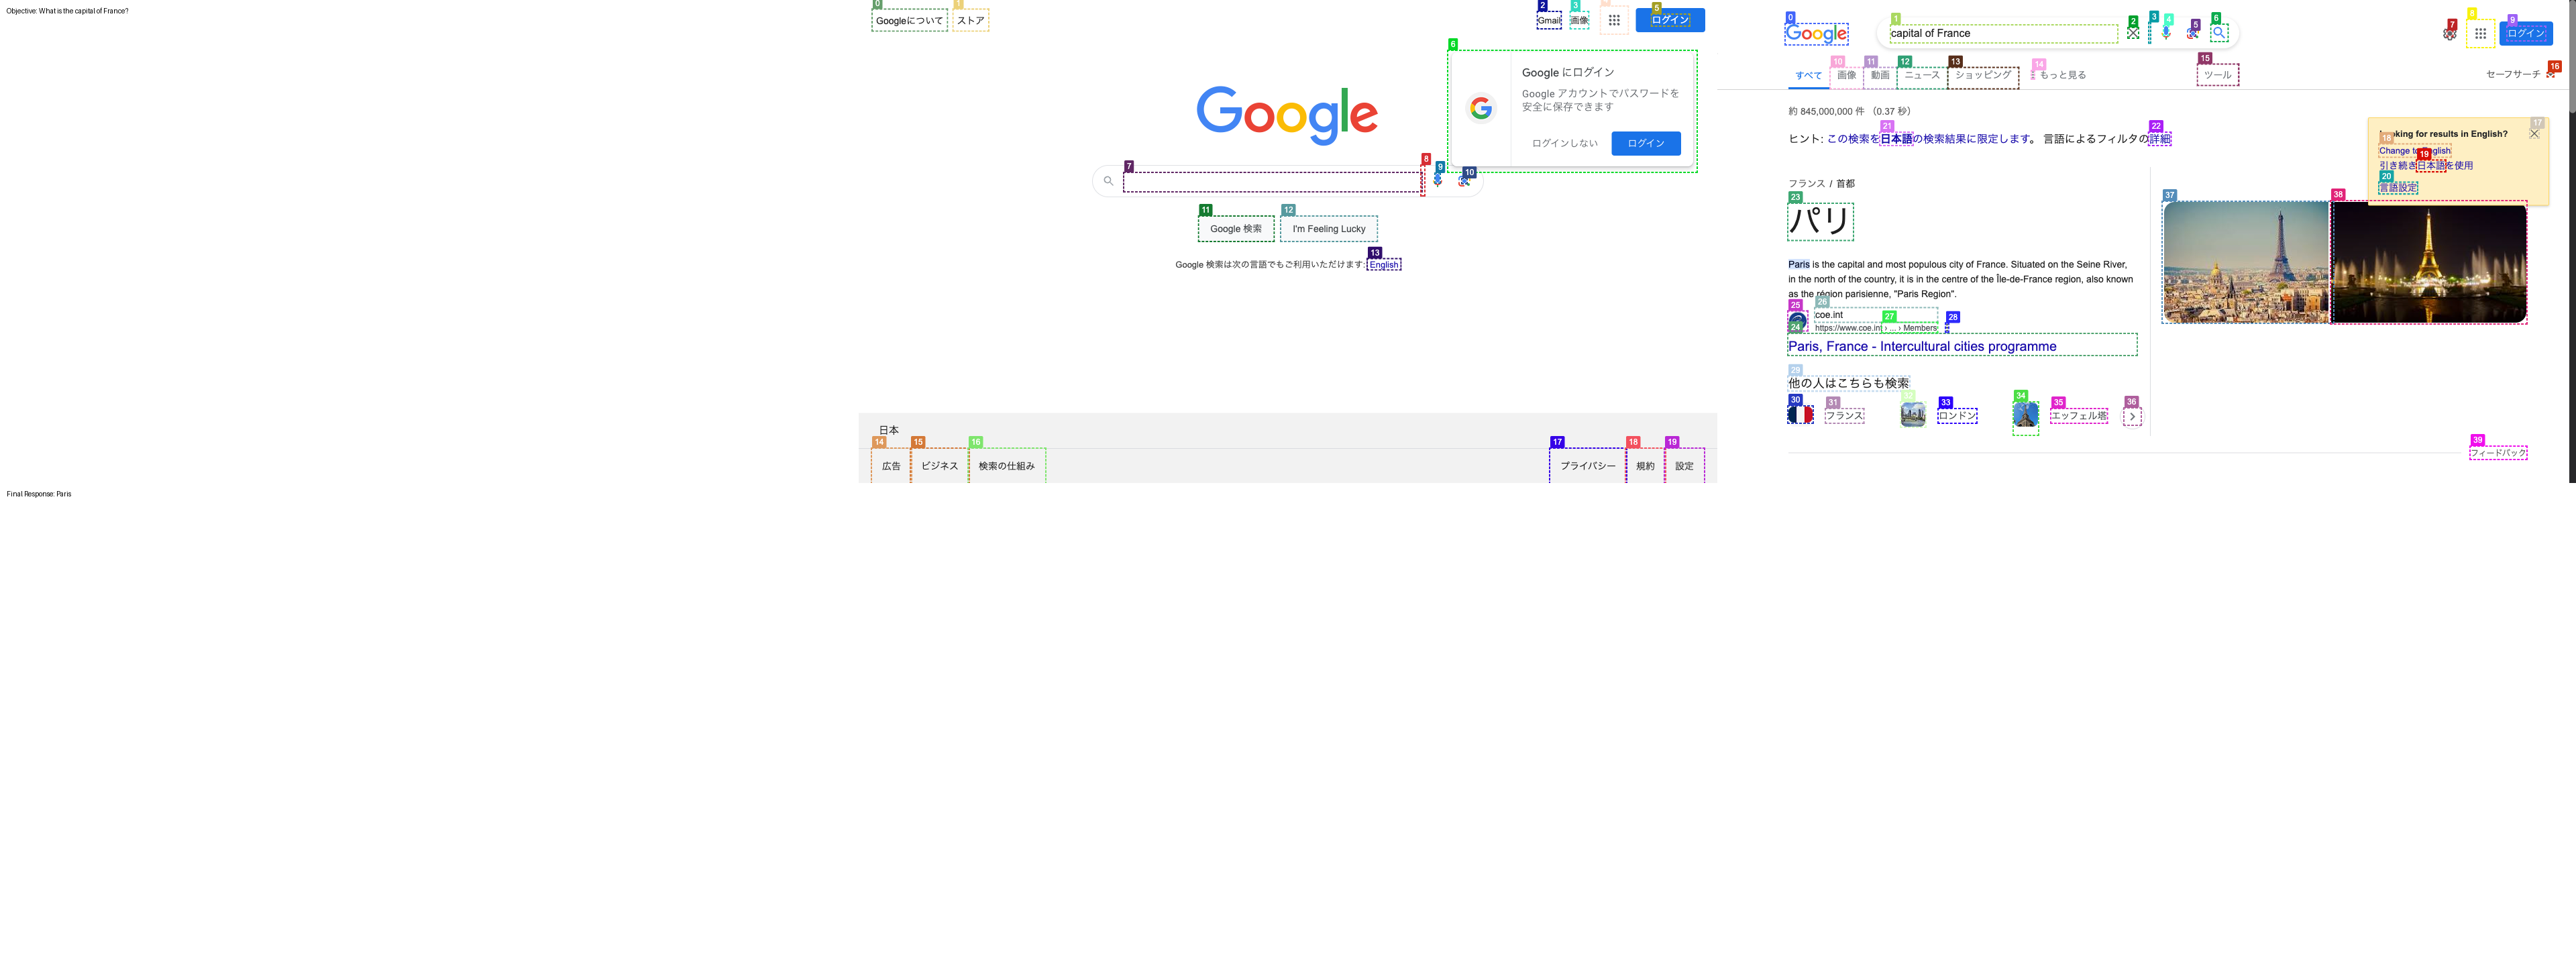 Objective: What is the capital of France?
0
1
Googleについて
ストア
2
3
5
Gmail
画像
ログイン
6
Google にログイン
Google アカウントでパスワードを
安全に保存できます
ログインしない
ログイン
Google
7
8
9
10
11
12
Google 検索
I'm Feeling Lucky
13
Google 検索は次の言語でもご利用いただけます: English
日本
14
15
16
17
18
19
広告
ビジネス
検索の仕組み
プライバシー
規約
設定
0
1
2
3
4
5
6
7
8
9
Google
capital of France
ログイン
10
11
12
13
14
15
16
すべて
画像
動画
ニュース
ショッピング
もっと見る
ツール
セーフサーチ
約 845,000,000 件 （0.37 秒）
21
22
ヒント: この検索を日本語の検索結果に限定します。 言語によるフィルタの詳細
17
18
king for results in English?
Change to English
19
引き続き日本語を使用
20
言語設定
フランス / 首都
23
パリ
37
38
Paris is the capital and most populous city of France. Situated on the Seine River,
in the north of the country, it is in the centre of the Île-de-France region, also known
as the région parisienne, "Paris Region".
25
26
coe.int
27
28
24
https://www.coe.int › ... › Members
Paris, France - Intercultural cities programme
29
他の人はこちらも検索
30
31
33
34
35
36
フランス
ロンドン
エッフェル塔
39
フィードバック
Final Response: Paris